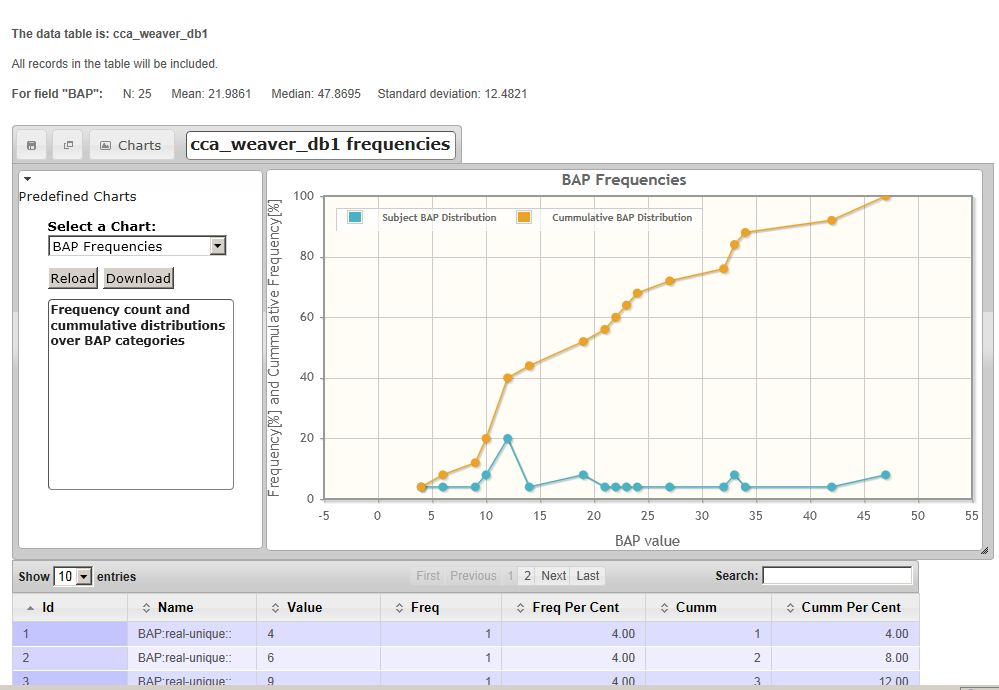 The data table is: cca_weaver_db1
All records in the table will be included.
For field "BAP": N: 25 Mean: 21.9861 Median: 47.8695 Standard deviation: 12.4821
Charts cca_weaver_db1 frequencies
Predefined Charts
Select a Chart:
BAP Frequencies
Reload Download
Frequency count and
cummulative distributions
over BAP categories
BAP Frequencies
Subject BAP Distribution Cummulative BAP Distribution
Frequency[%] and Cummulative Frequency[%]
100
80
60
40
20
0
-5 0 5 10 15 20 25 30 35 40 45 50 55
BAP value
Show 10 entries First Previous 1 2 Next Last Search:
Id Name Value Freq Freq Per Cent Cumm Cumm Per Cent
1 BAP:real-unique:: 4 1 4.00 1 4.00
2 BAP:real-unique:: 6 1 4.00 2 8.00
3 BAP:real-unique:: 9 1 4.00 3 12.00